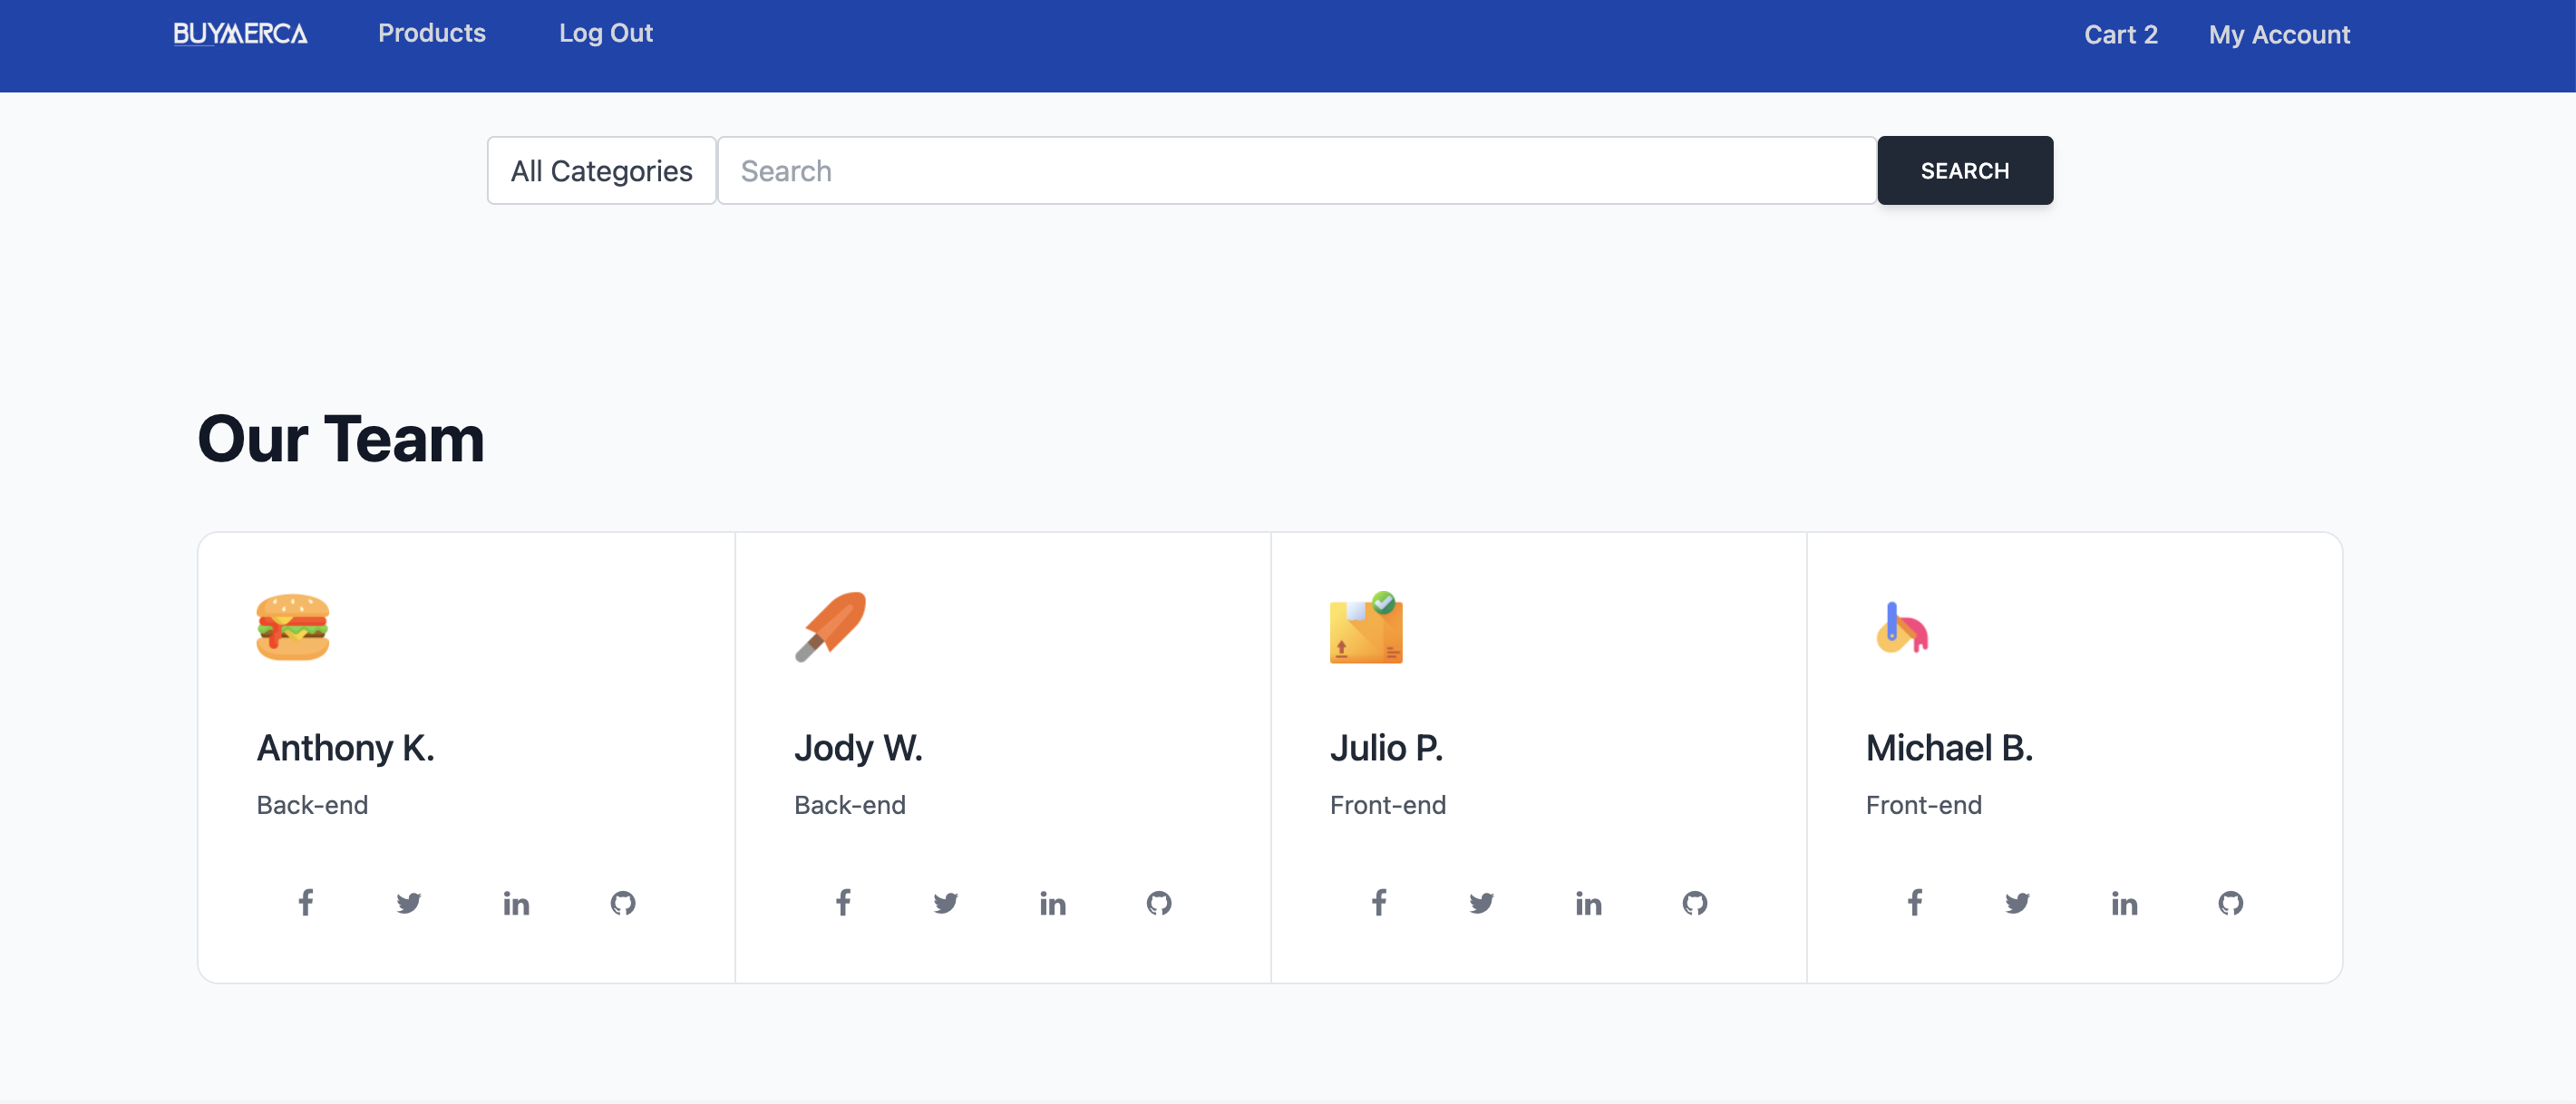 BUYMERCA Products Log Out Cart 2 My Account
All Categories Search SEARCH
Our Team
Anthony K. Jody W. Julio P. Michael B.
Back-end Back-end Front-end Front-end